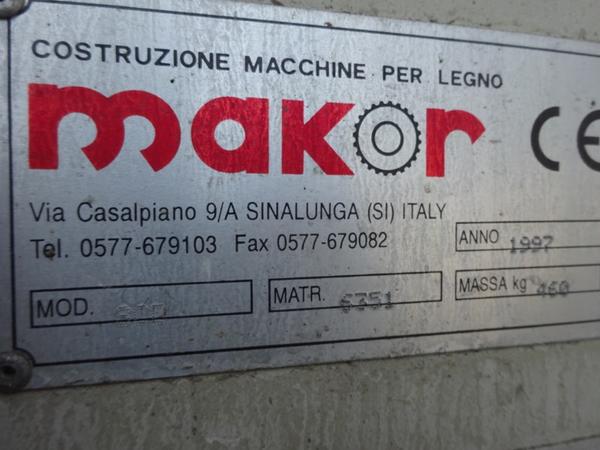 COSTRUZIONE MACCHINE PER LEGNO
makor CE
Via Casalpiano 9/A SINALUNGA (SI) ITALY
Tel. 0577-679103 Fax 0577-679082
ANNO 1997
MOD.
MATR. 6351
MASSA kg 460